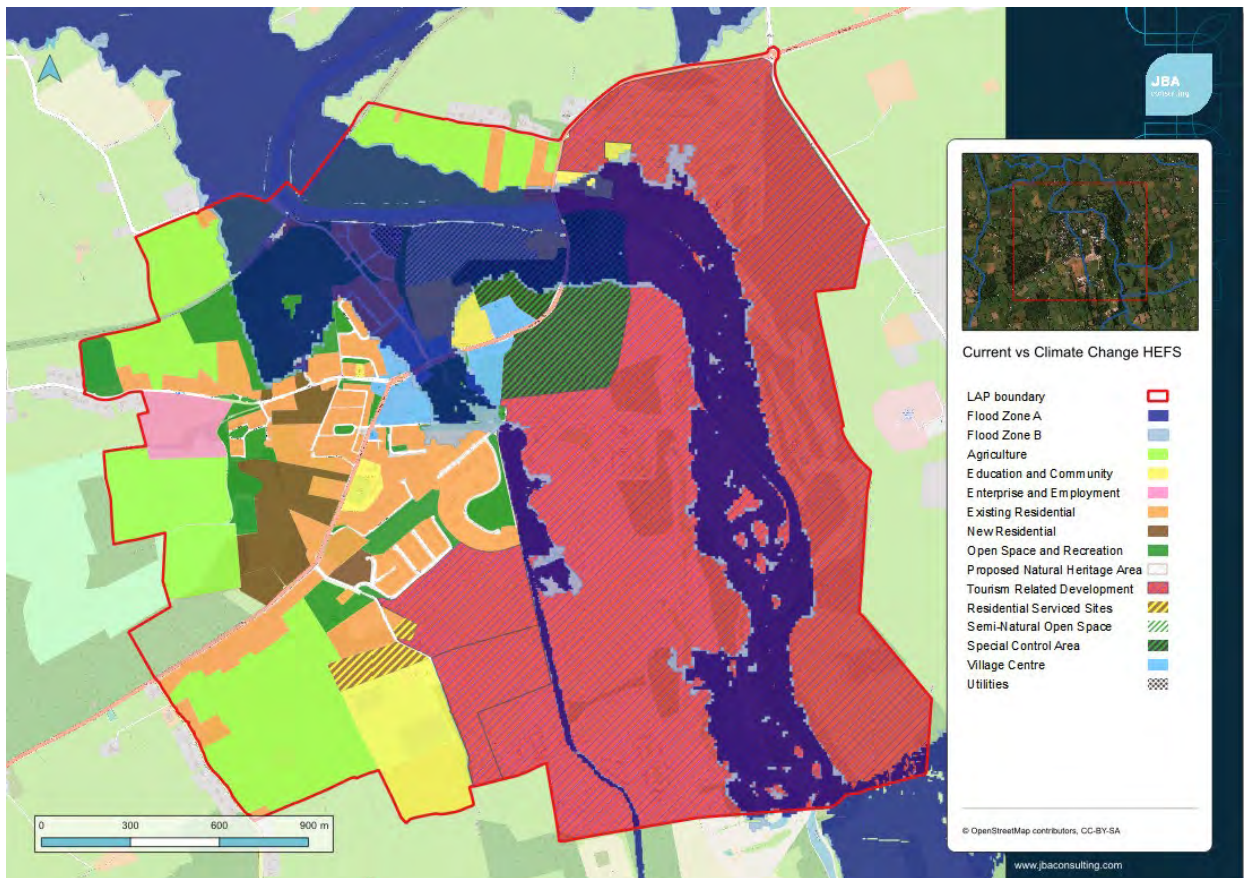 JBA
consulting
Current vs Climate Change HEFS
LAP boundary
Flood Zone A
Flood Zone B
Agriculture
Education and Community
Enterprise and Employment
Existing Residential
New Residential
Open Space and Recreation
Proposed Natural Heritage Area
Tourism Related Development
Residential Serviced Sites
Semi-Natural Open Space
Special Control Area
Village Centre
Utilities
0 300 600 900 m
© OpenStreetMap contributors, CC-BY-SA
www.jbaconsulting.com